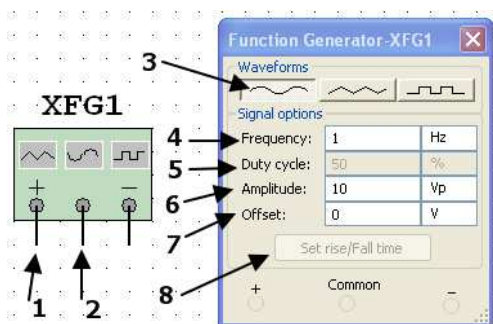 Function Generator-XFG1
3
Waveforms
XFG1
Signal options
4
Frequency: 1 Hz
5
Duty cycle: 50 %
6
Amplitude: 10 Vp
7
Offset: 0 V
8
Set rise/Fall time
+ −
+ Common −
1 2